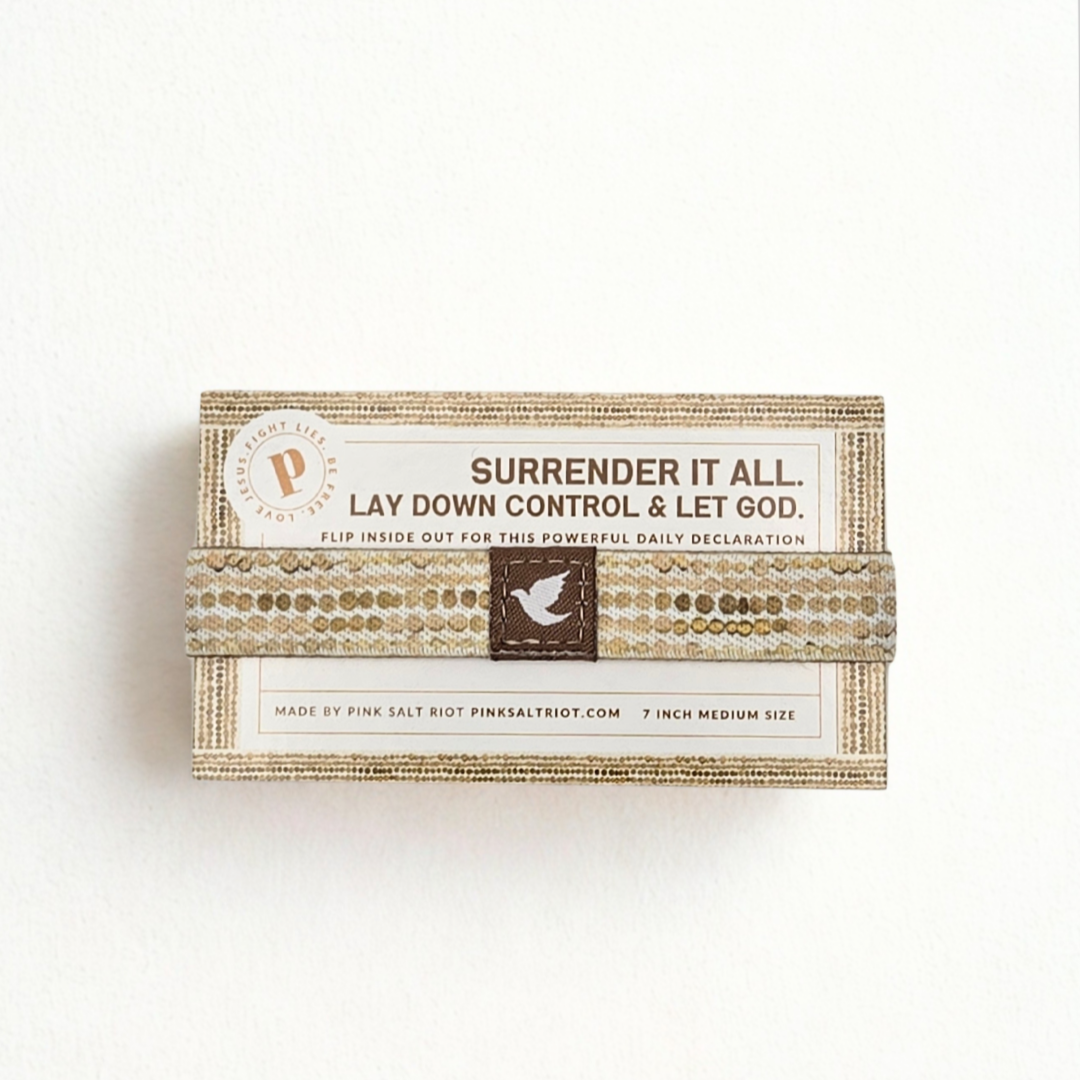 FIGHT LIES. BE FREE. LOVE JESUS.
p
SURRENDER IT ALL.
LAY DOWN CONTROL & LET GOD.
FLIP INSIDE OUT FOR THIS POWERFUL DAILY DECLARATION
MADE BY PINK SALT RIOT PINKSALTRIOT.COM 7 INCH MEDIUM SIZE